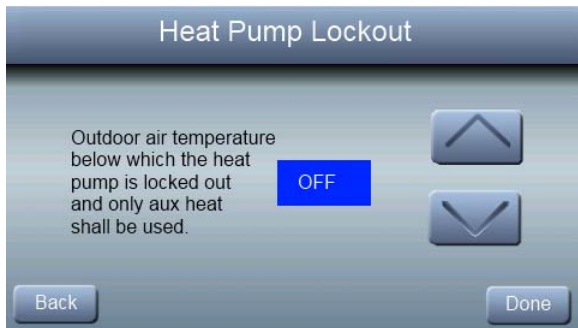 Heat Pump Lockout
Outdoor air temperature
below which the heat
pump is locked out
and only aux heat
shall be used.
OFF
Back
Done